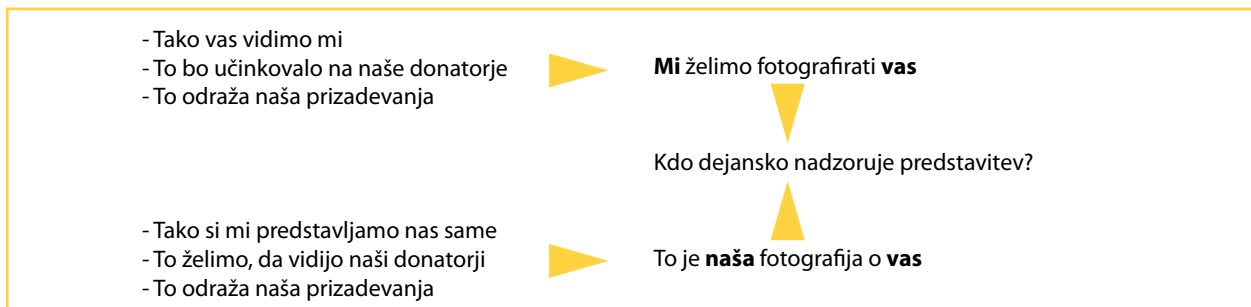 - Tako vas vidimo mi
- To bo učinkovalo na naše donatorje
- To odraža naša prizadevanja
Mi želimo fotografirati vas
Kdo dejansko nadzoruje predstavitev?
- Tako si mi predstavljamo nas same
- To želimo, da vidijo naši donatorji
- To odraža naša prizadevanja
To je naša fotografija o vas